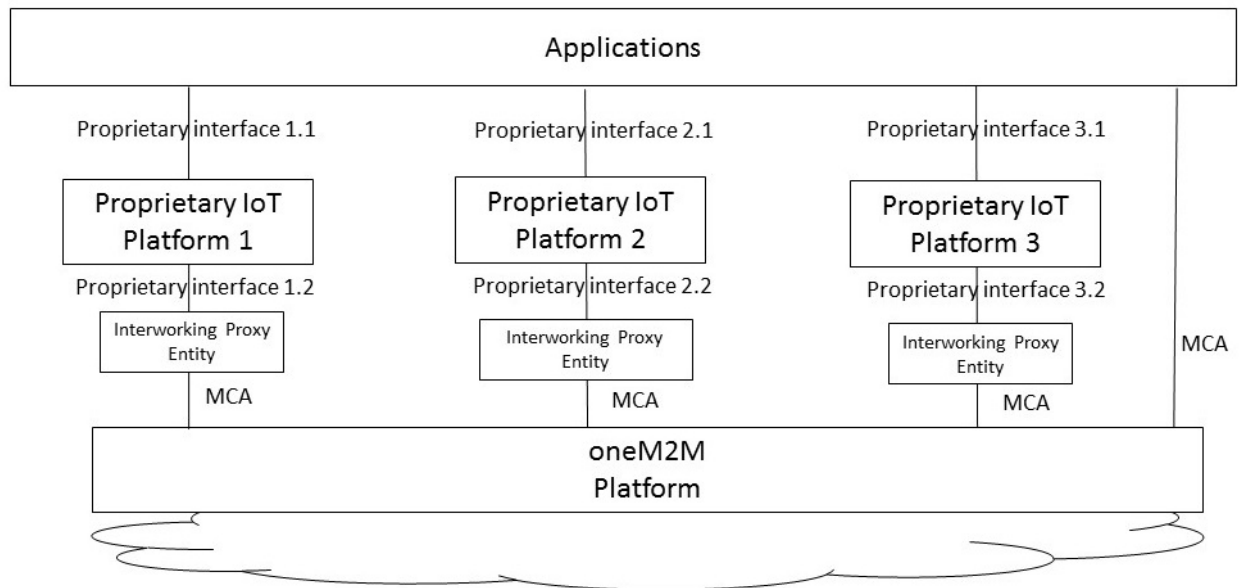 Applications
Proprietary interface 1.1
Proprietary interface 2.1
Proprietary interface 3.1
Proprietary IoT
Platform 1
Proprietary IoT
Platform 2
Proprietary IoT
Platform 3
Proprietary interface 1.2
Proprietary interface 2.2
Proprietary interface 3.2
Interworking Proxy
Entity
Interworking Proxy
Entity
Interworking Proxy
Entity
MCA
MCA
MCA
MCA
oneM2M
Platform